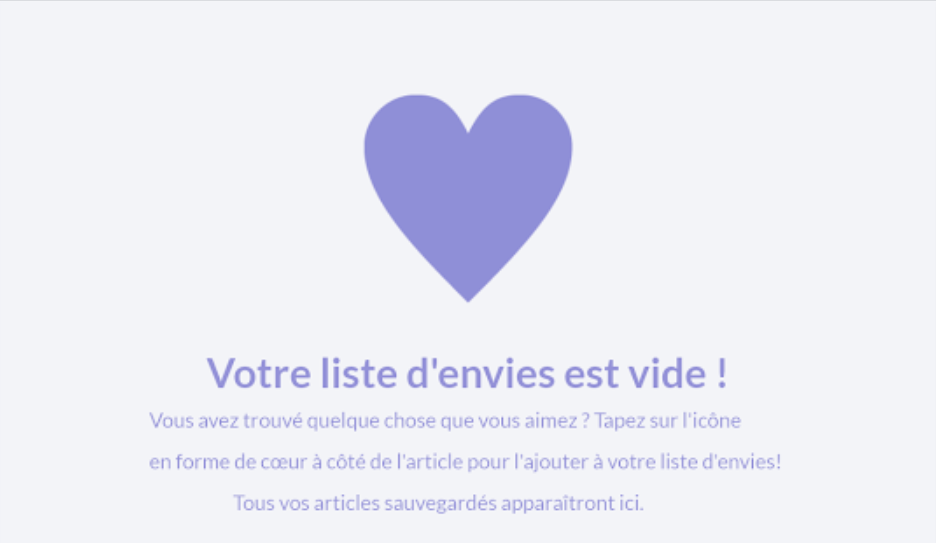 Votre liste d'envies est vide !
Vous avez trouvé quelque chose que vous aimez ? Tapez sur l'icône
en forme de cœur à côté de l'article pour l'ajouter à votre liste d'envies!
Tous vos articles sauvegardés apparaîtront ici.